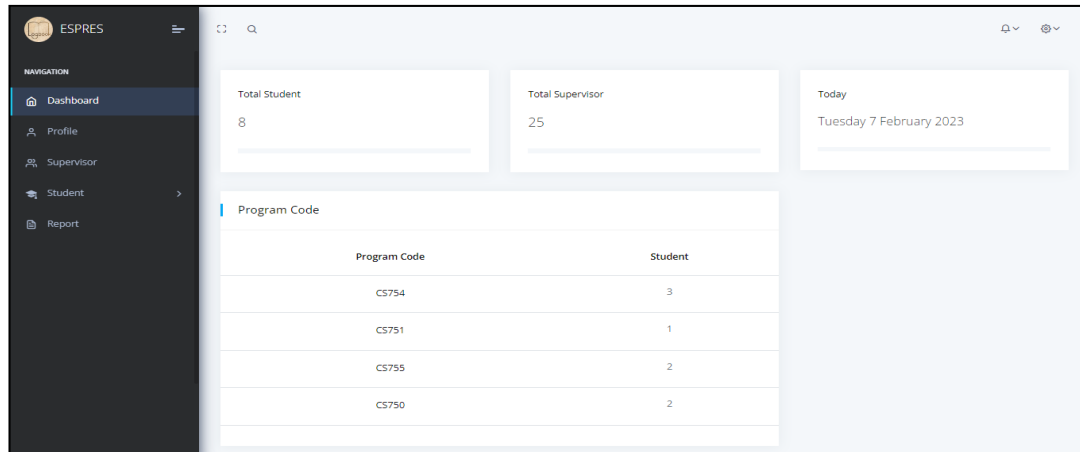 ESPRES
NAVIGATION
Dashboard
Profile
Supervisor
Student
Report
Total Student
8
Total Supervisor
25
Today
Tuesday 7 February 2023
Program Code
Program Code Student
CS754 3
CS751 1
CS755 2
CS750 2